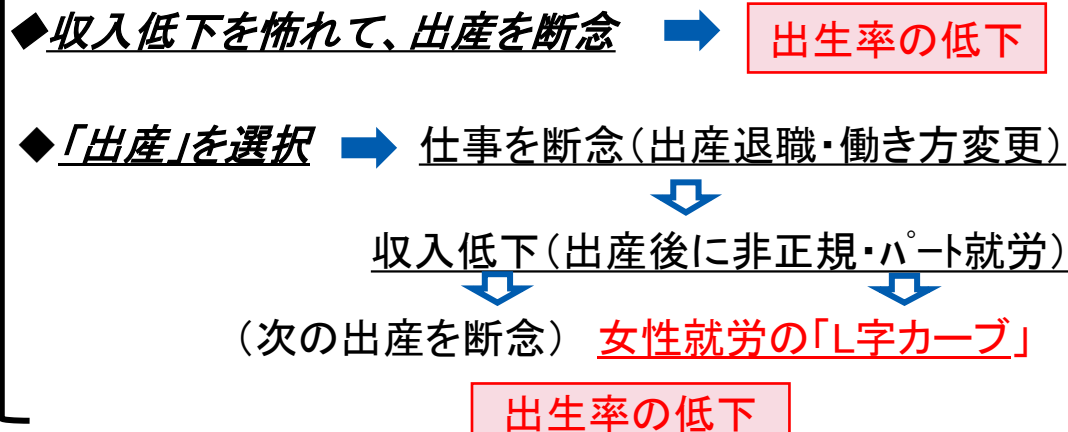 ◆収入低下を怖れて、出産を断念 出生率の低下
◆「出産」を選択 仕事を断念(出産退職・働き方変更)
収入低下(出産後に非正規・パート就労)
(次の出産を断念) 女性就労の「L字カーブ」
出生率の低下